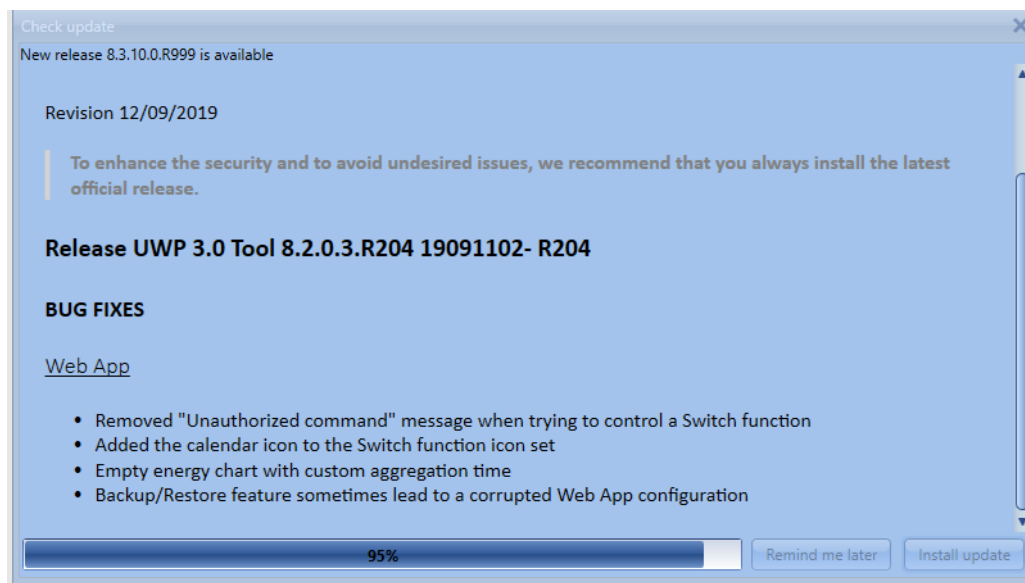 Check update
New release 8.3.10.0.R999 is available
Revision 12/09/2019
To enhance the security and to avoid undesired issues, we recommend that you always install the latest
official release.
Release UWP 3.0 Tool 8.2.0.3.R204 19091102- R204
BUG FIXES
Web App
• Removed "Unauthorized command" message when trying to control a Switch function
• Added the calendar icon to the Switch function icon set
• Empty energy chart with custom aggregation time
• Backup/Restore feature sometimes lead to a corrupted Web App configuration
95%
Remind me later
Install update